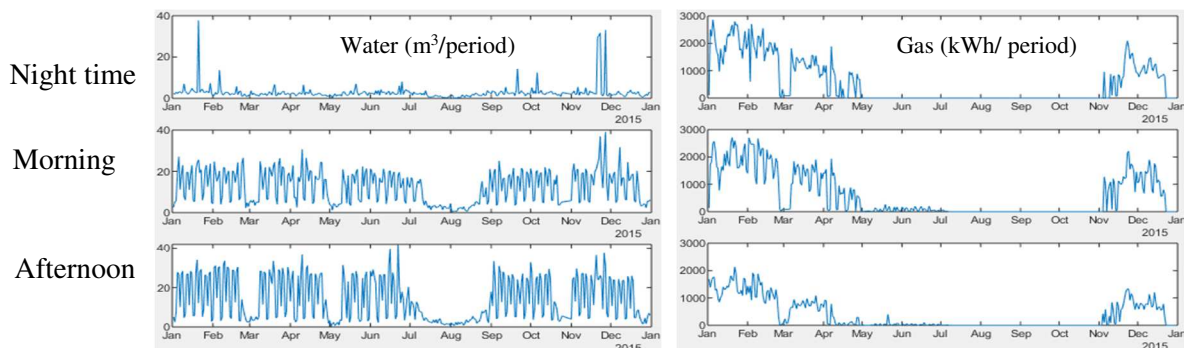 Water (m³/period)
Gas (kWh/ period)
Night time
40
20
0
Jan Feb Mar Apr May Jun Jul Aug Sep Oct Nov Dec Jan
2015
3000
2000
1000
0
Jan Feb Mar Apr May Jun Jul Aug Sep Oct Nov Dec Jan
2015
Morning
40
20
0
Jan Feb Mar Apr May Jun Jul Aug Sep Oct Nov Dec Jan
2015
3000
2000
1000
0
Jan Feb Mar Apr May Jun Jul Aug Sep Oct Nov Dec Jan
2015
Afternoon
40
20
0
Jan Feb Mar Apr May Jun Jul Aug Sep Oct Nov Dec Jan
2015
3000
2000
1000
0
Jan Feb Mar Apr May Jun Jul Aug Sep Oct Nov Dec Jan
2015